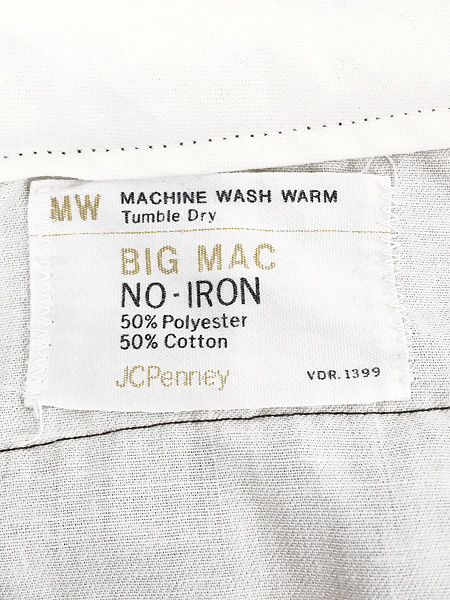 MW MACHINE WASH WARM
Tumble Dry
BIG MAC
NO-IRON
50% Polyester
50% Cotton
JCPenney VDR. 1399